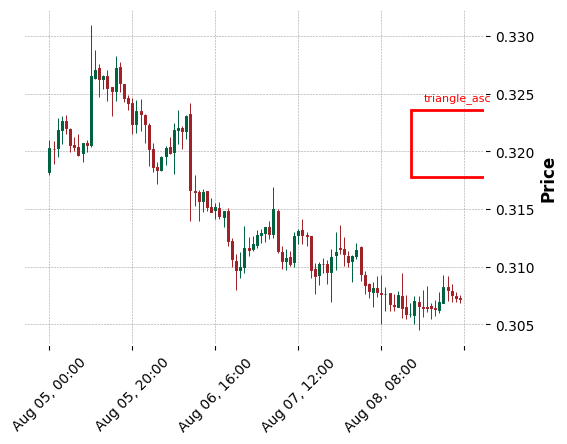 0.330
0.325
triangle_asc
0.320
0.315
0.310
0.305
Price
Aug 05, 00:00
Aug 05, 20:00
Aug 06, 16:00
Aug 07, 12:00
Aug 08, 08:00